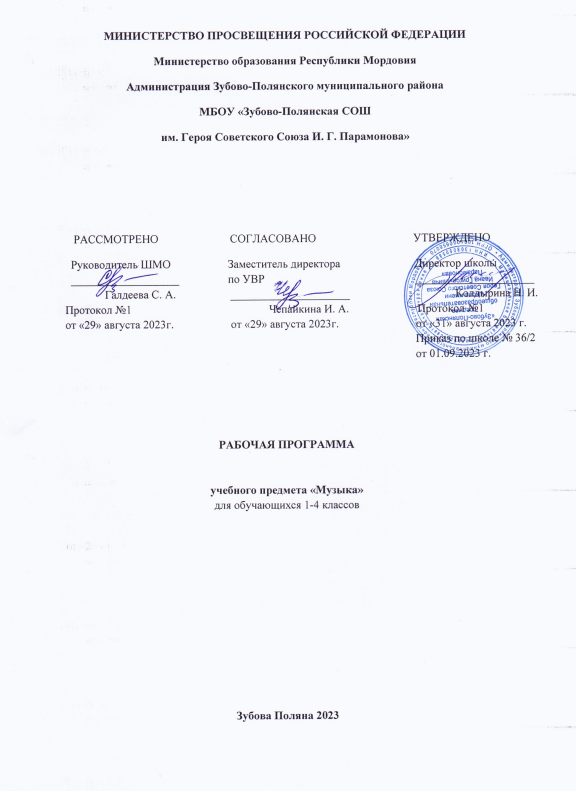 МИНИСТЕРСТВО ПРОСВЕЩЕНИЯ РОССИЙСКОЙ ФЕДЕРАЦИИ
Министерство образования Республики Мордовия
Администрация Зубово-Полянского муниципального района
МБОУ «Зубово-Полянская СОШ
им. Героя Советского Союза И. Г. Парамонова»
РАССМОТРЕНО
Руководитель ШМО
Галдеева С. А.
Протокол №1
от «29» августа 2023г.
СОГЛАСОВАНО
Заместитель директора
по УВР
Чепайкина И. А.
от «29» августа 2023г.
УТВЕРЖДЕНО
Директор школы
Н. И.
Протокол №1
от «31» августа 2023 г.
Приказ по школе № 36/2
от 01.09.2023 г.
РАБОЧАЯ ПРОГРАММА
учебного предмета «Музыка»
для обучающихся 1-4 классов
Зубова Поляна 2023